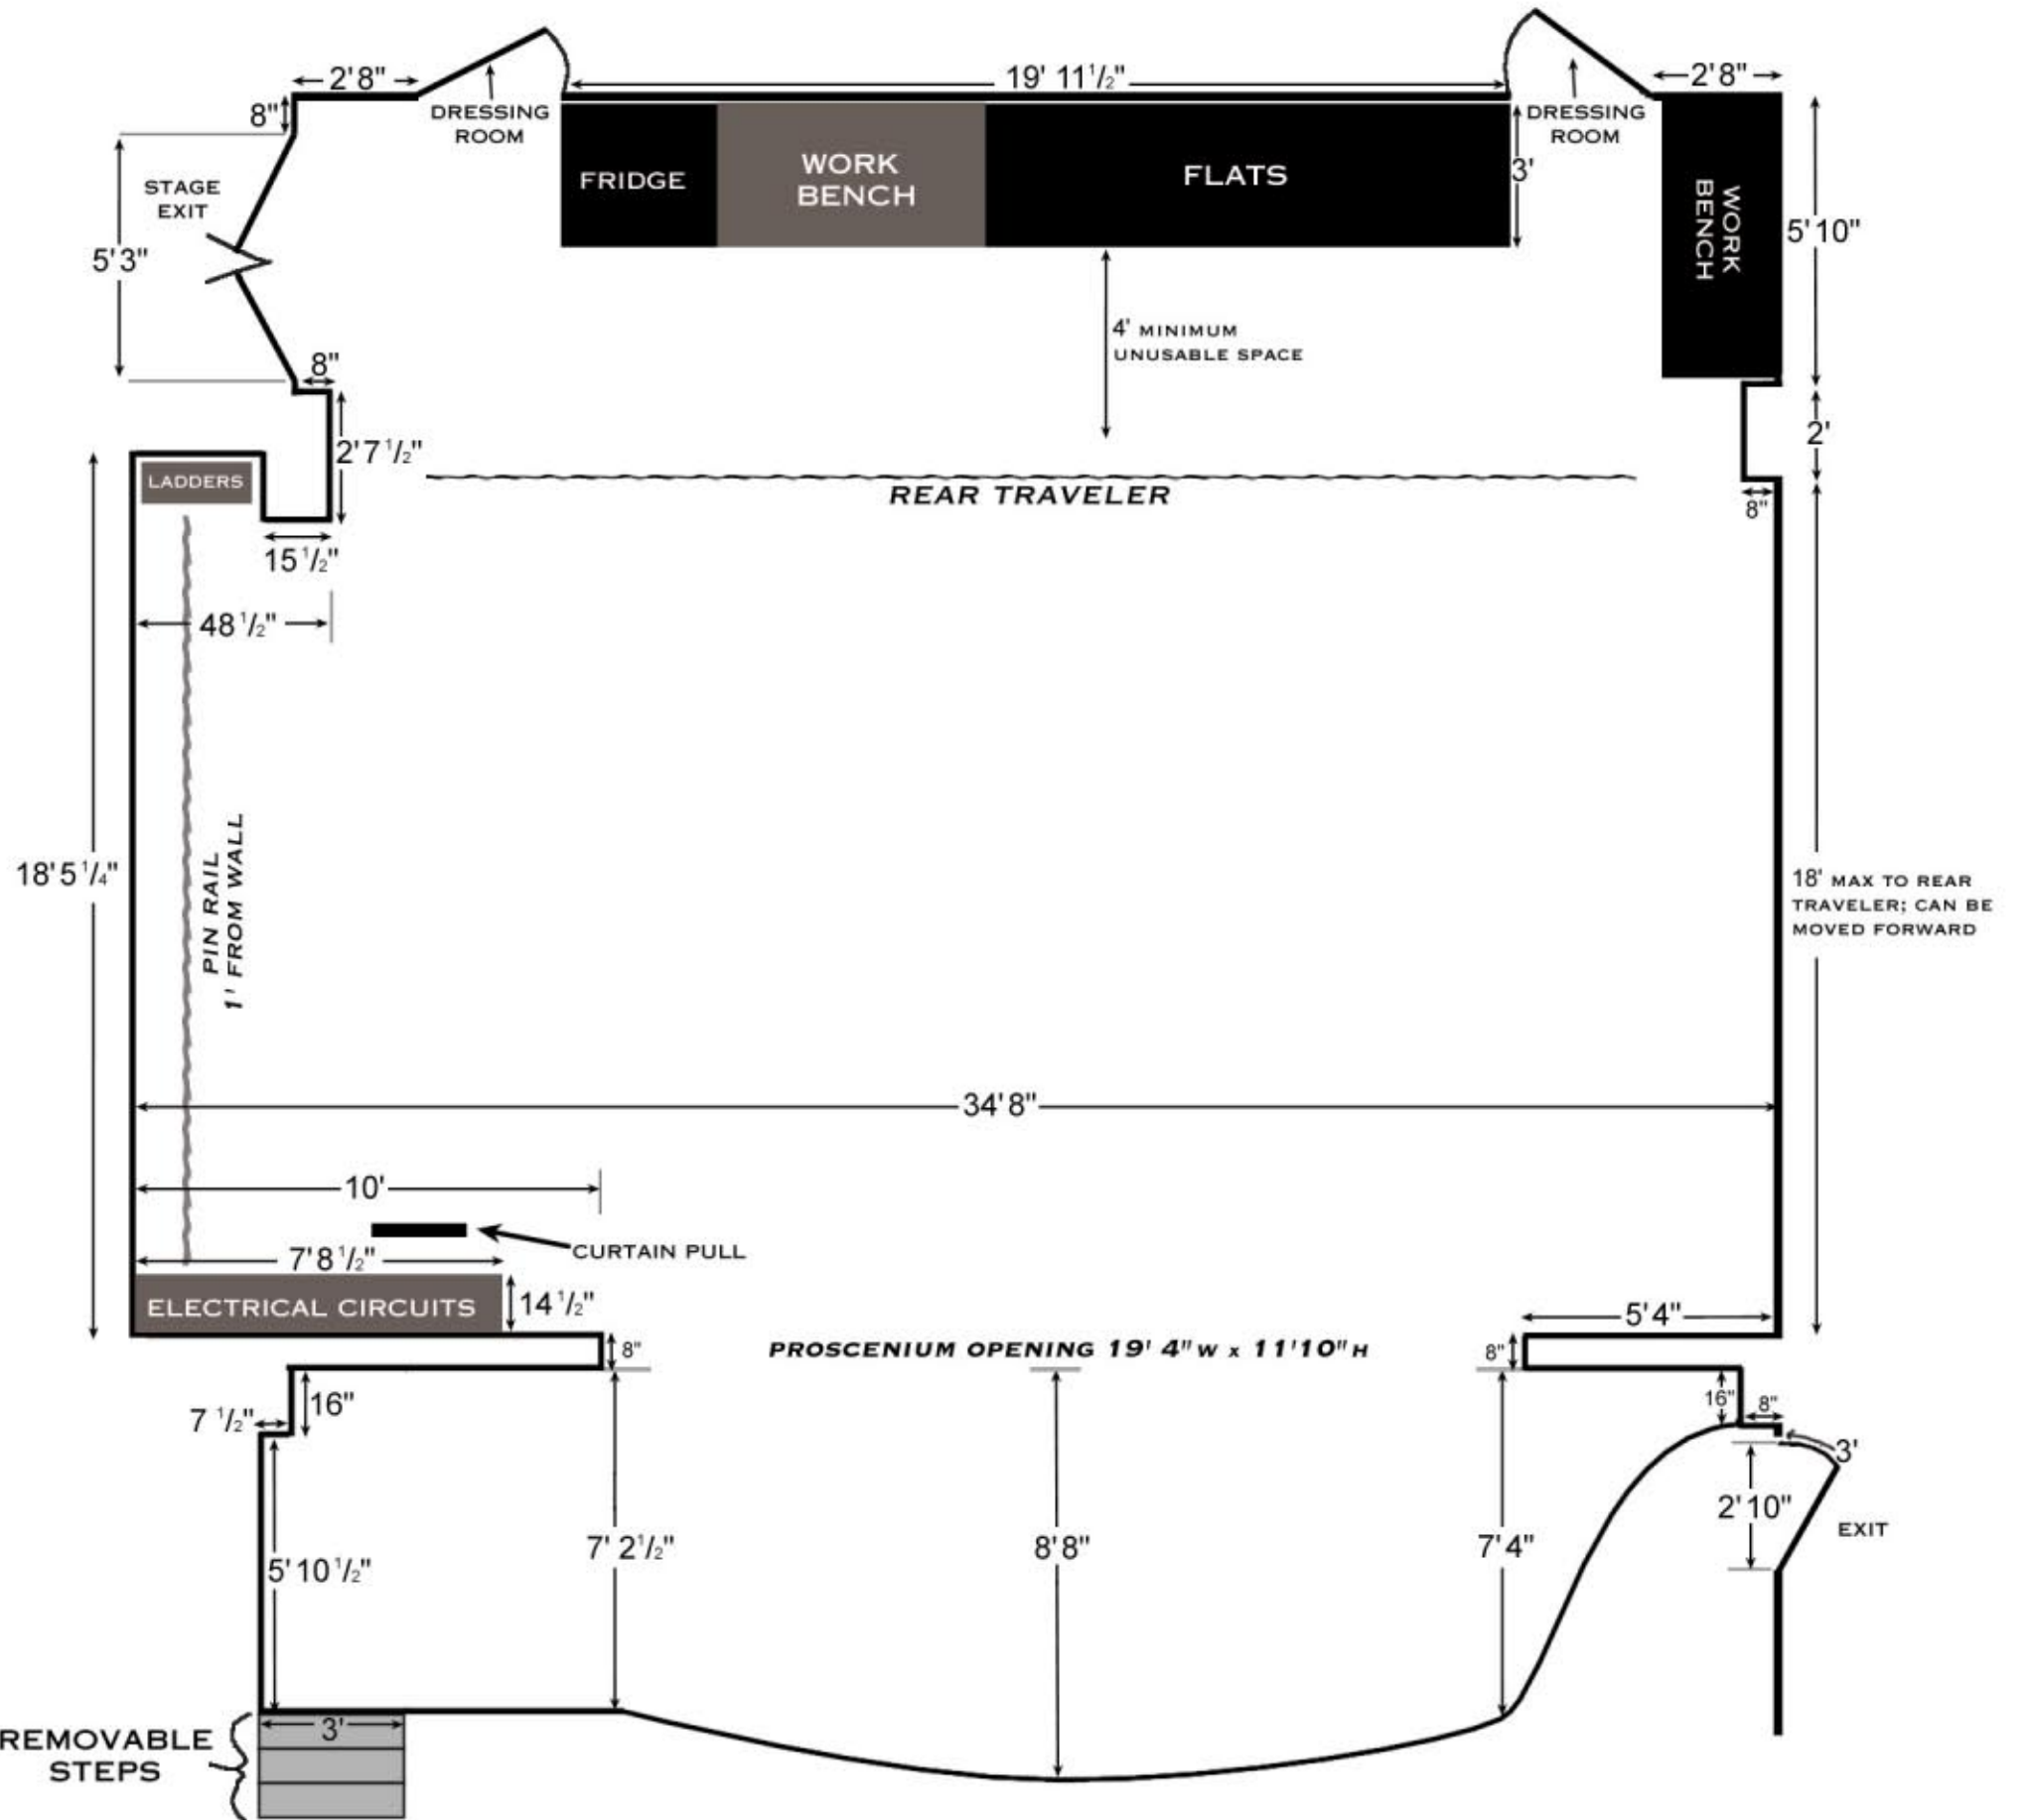 2'8"
19' 11 1/2"
2'8"
8"
DRESSING
ROOM
DRESSING
ROOM
FRIDGE
WORK
BENCH
FLATS
3'
WORK
BENCH
5'10"
STAGE
EXIT
5'3"
4' MINIMUM
UNUSABLE SPACE
8"
2'7 1/2"
2'
LADDERS
REAR TRAVELER
8"
15 1/2"
48 1/2"
18'5 1/4"
PIN RAIL
1' FROM WALL
18' MAX TO REAR
TRAVELER; CAN BE
MOVED FORWARD
34'8"
10'
CURTAIN PULL
7'8 1/2"
ELECTRICAL CIRCUITS
14 1/2"
5'4"
8"
PROSCENIUM OPENING 19' 4" W x 11'10" H
8"
7 1/2"
16"
16"
8"
3'
2'10"
EXIT
5'10 1/2"
7' 2 1/2"
8'8"
7'4"
3'
REMOVABLE
STEPS